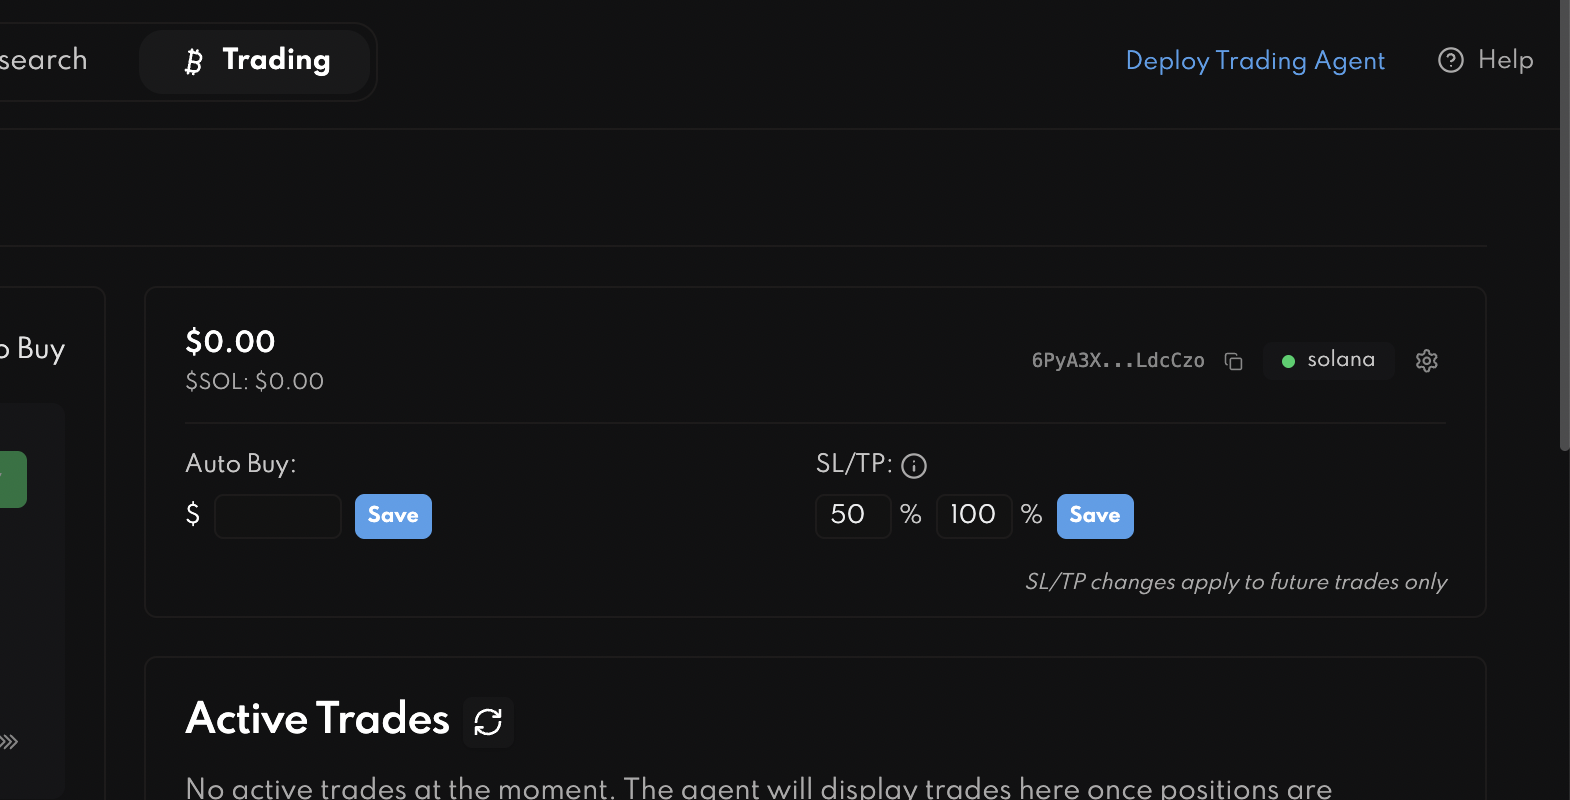 search
Trading
Deploy Trading Agent
Help
Buy
$0.00
$SOL: $0.00
6PyA3X...LdcCzo
solana
Auto Buy:
SL/TP:
$
Save
50 % 100 % Save
SL/TP changes apply to future trades only
Active Trades
No active trades at the moment. The agent will display trades here once positions are